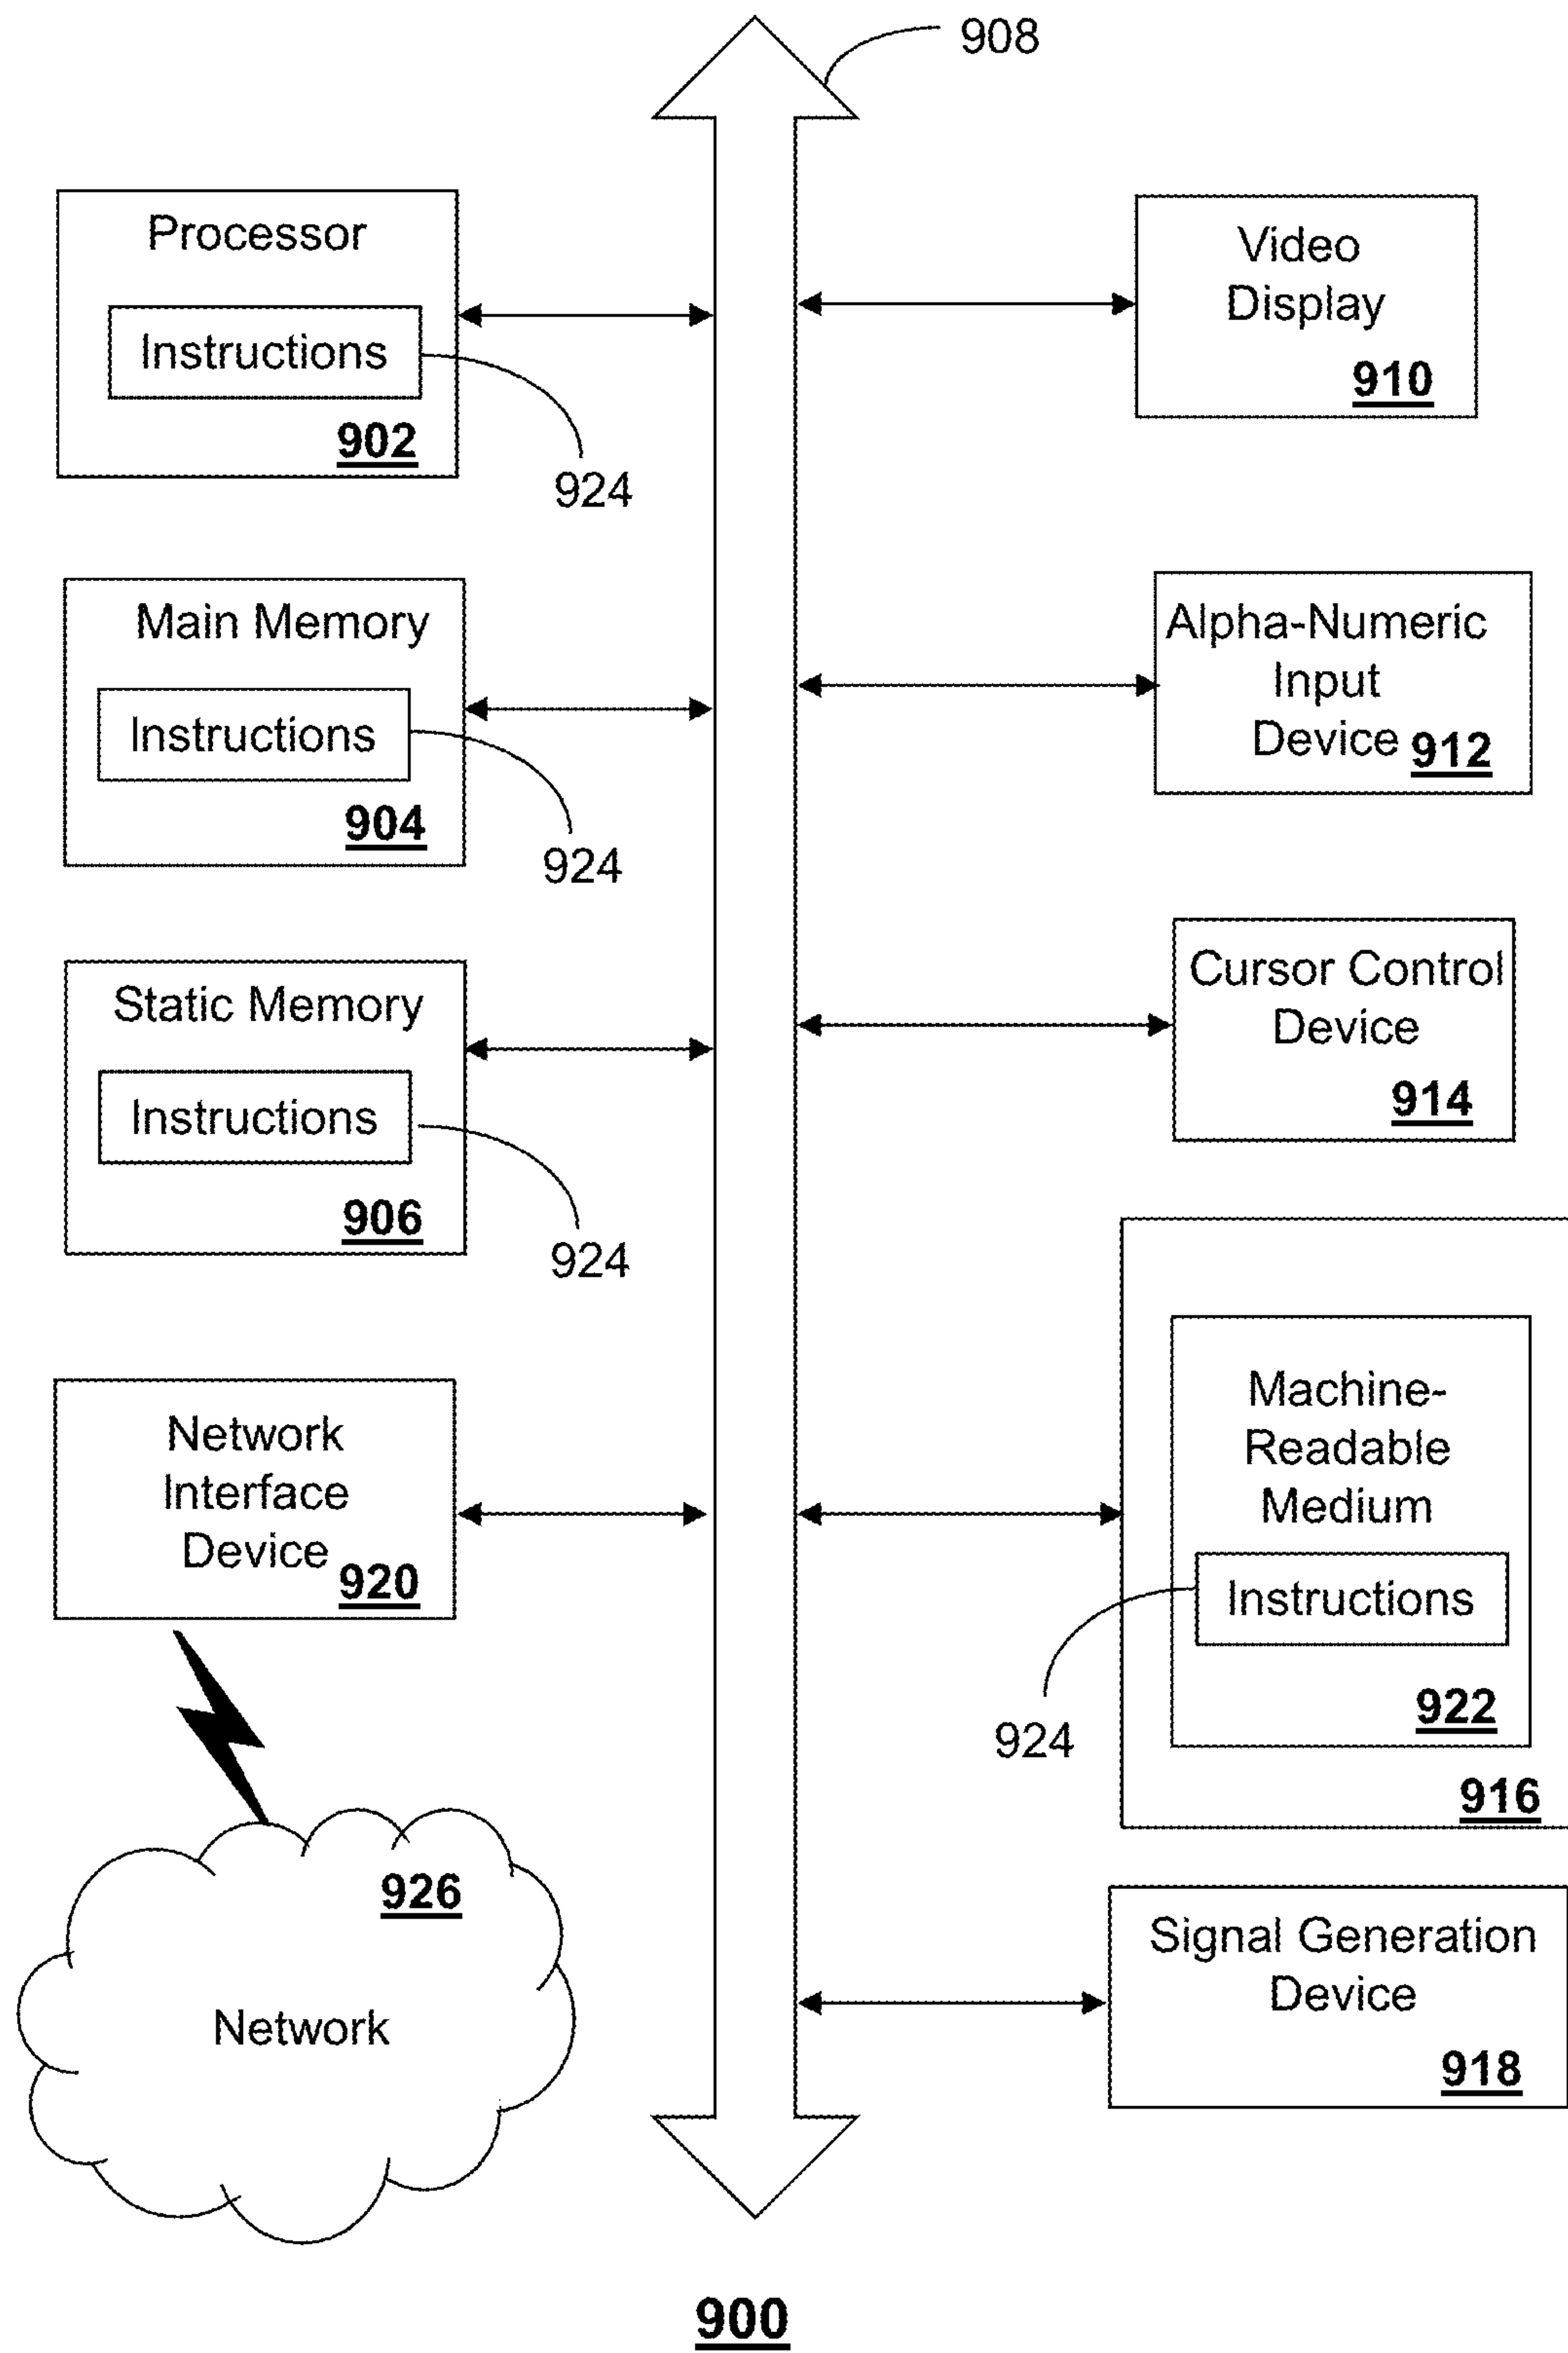 908
Processor
Instructions
902
924
Main Memory
Instructions
904
924
Static Memory
Instructions
906
924
Network
Interface
Device
920
926
Network
Video
Display
910
Alpha-Numeric
Input
Device 912
Cursor Control
Device
914
Machine-
Readable
Medium
Instructions
922
924
916
Signal Generation
Device
918
900